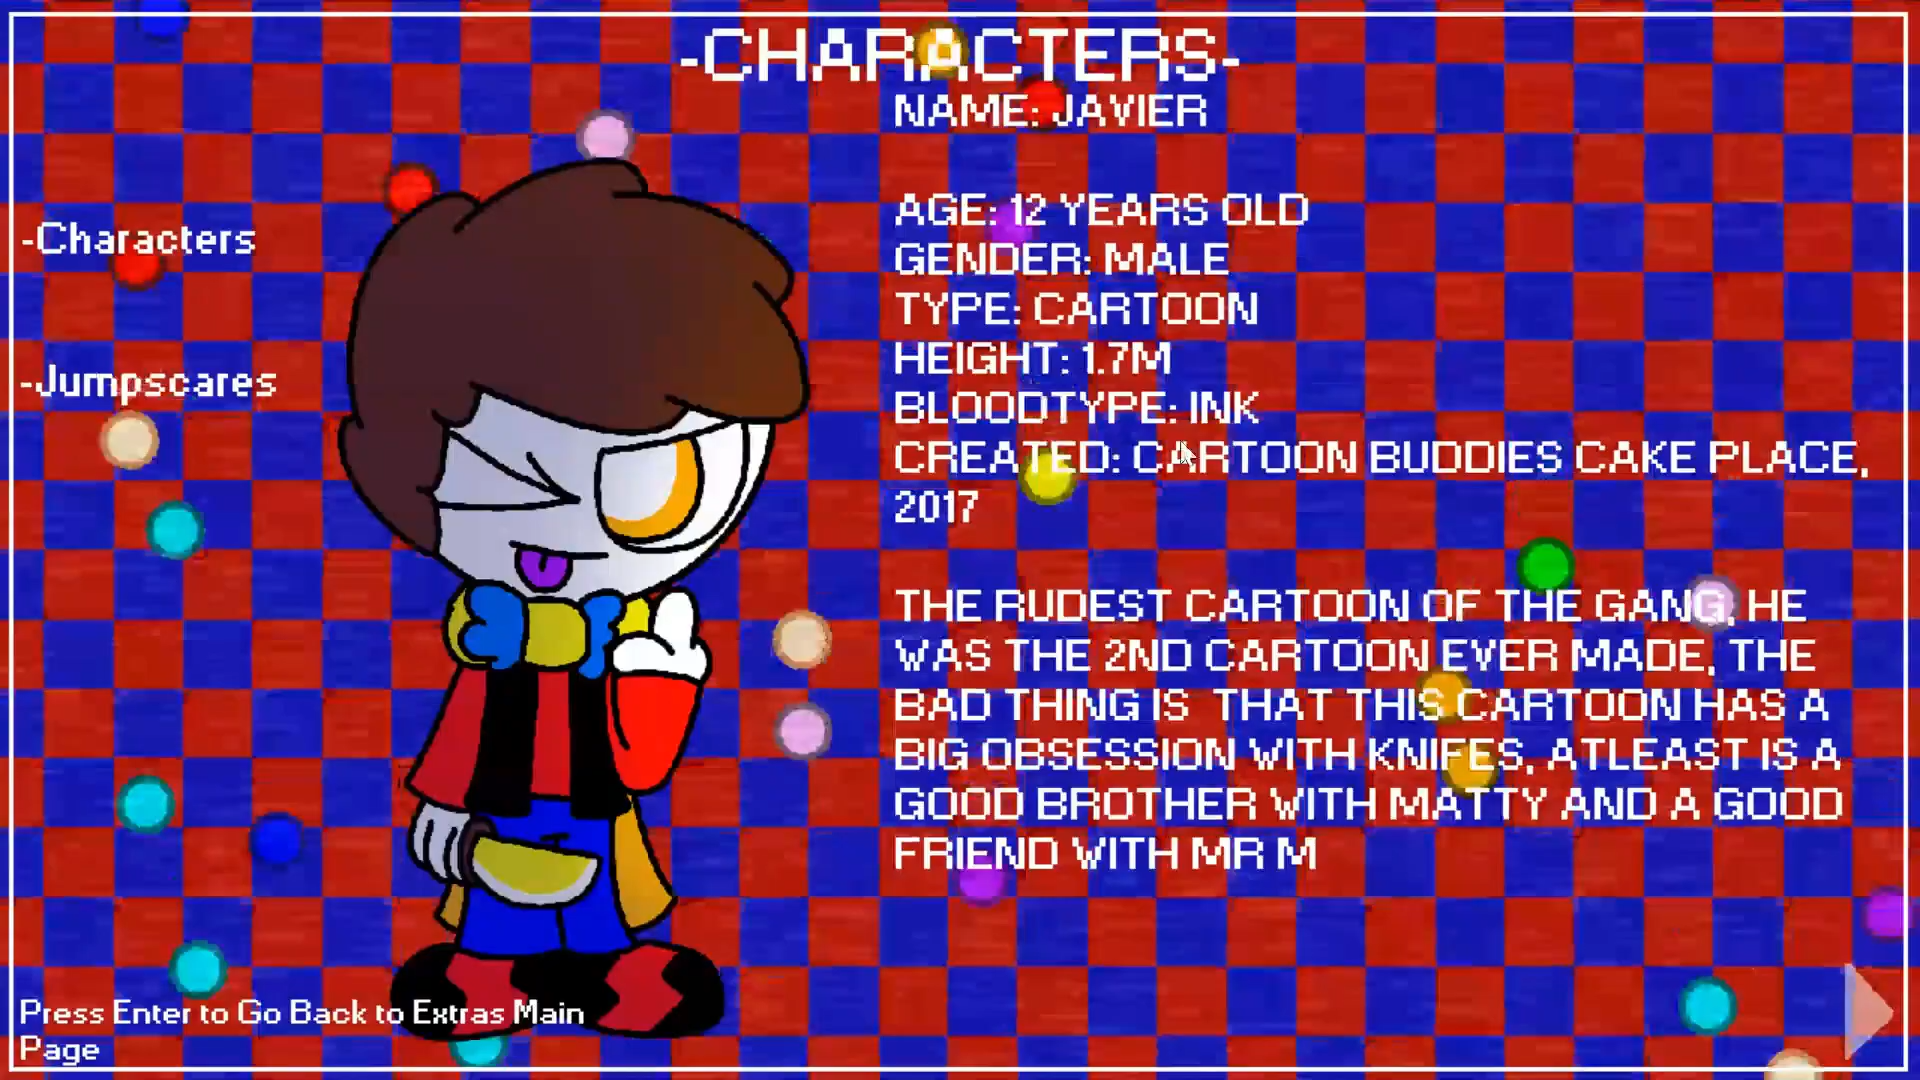 -CHARACTERS-
NAME: JAVIER
AGE: 12 YEARS OLD
GENDER: MALE
TYPE: CARTOON
HEIGHT: 1.7M
BLOODTYPE: INK
CREATED: CARTOON BUDDIES CAKE PLACE,
2017
THE RUDEST CARTOON OF THE GANG, HE
WAS THE 2ND CARTOON EVER MADE, THE
BAD THING IS  THAT THIS CARTOON HAS A
BIG OBSESSION WITH KNIFES, ATLEAST IS A
GOOD BROTHER WITH MATTY AND A GOOD
FRIEND WITH MR M
-Characters
-Jumpscares
Press Enter to Go Back to Extras Main
Page